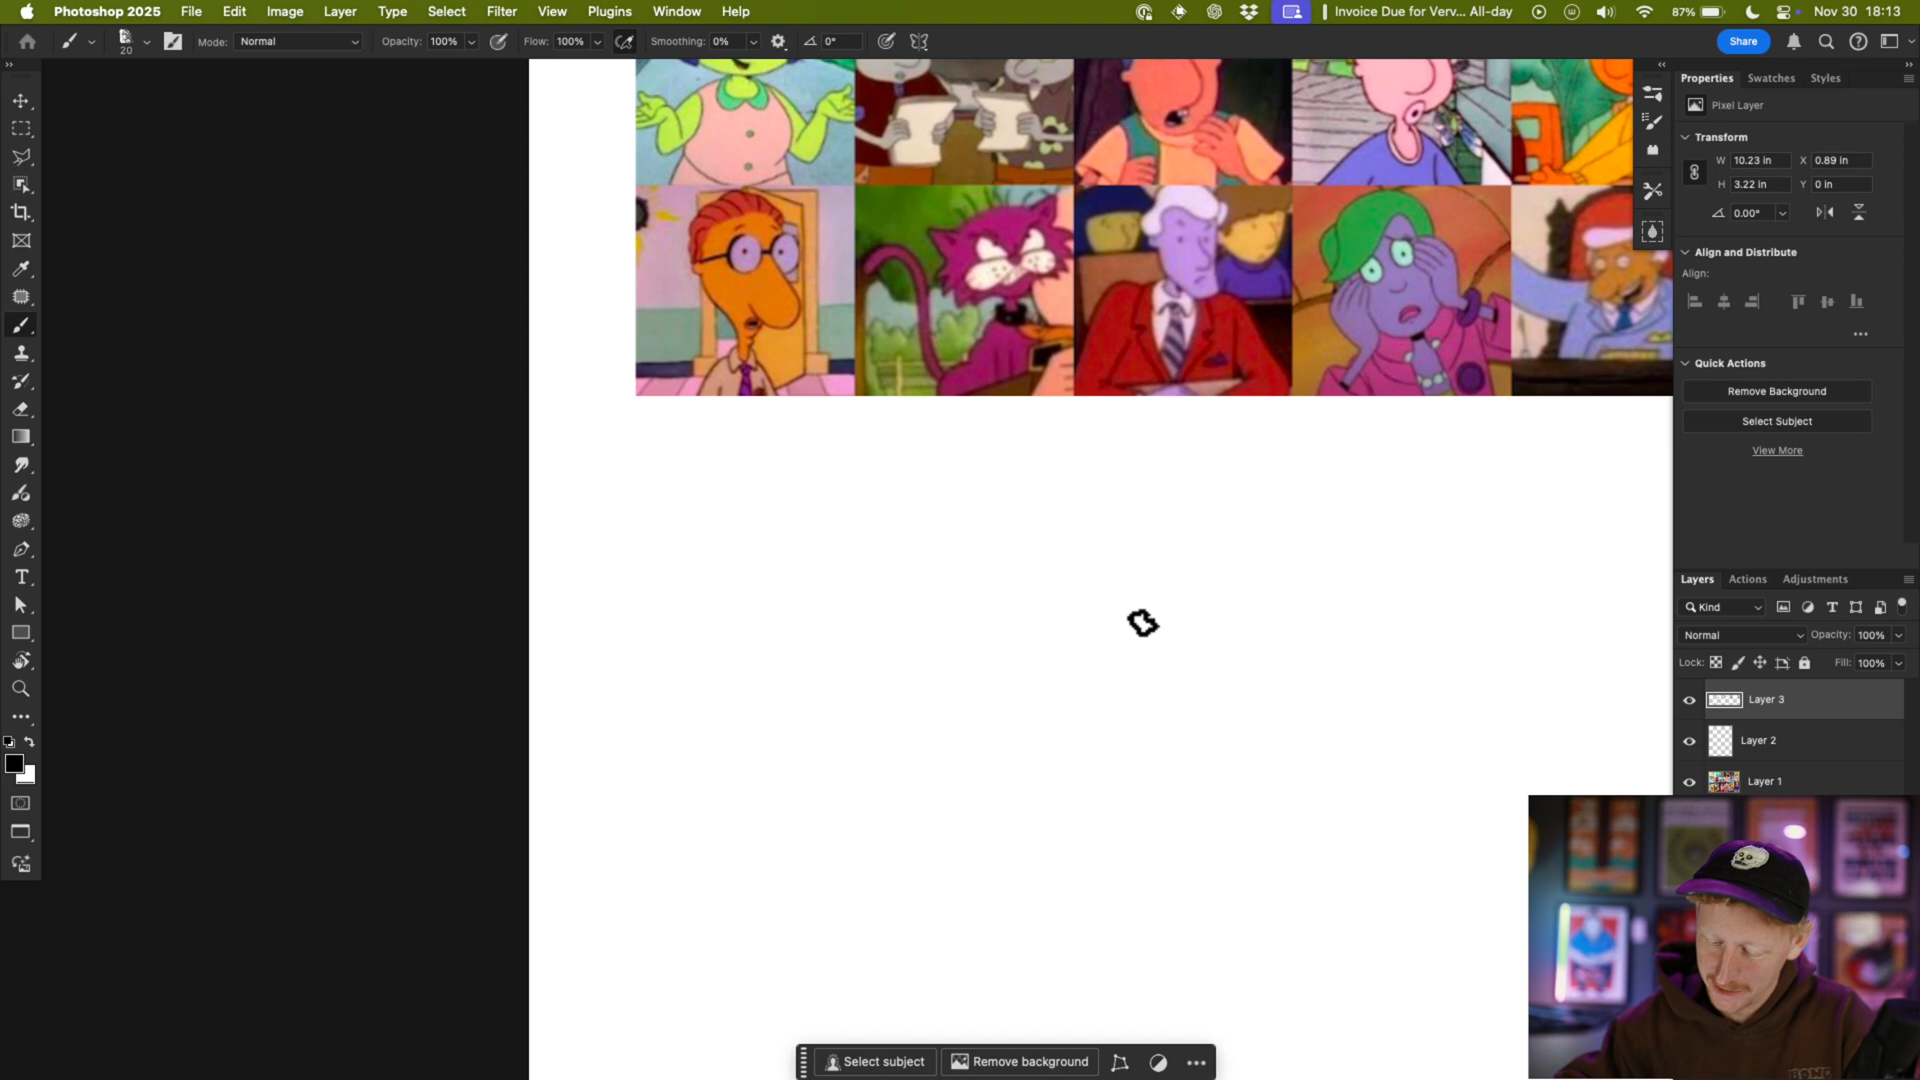 Photoshop 2025 File Edit Image Layer Type Select Filter View Plugins Window Help Invoice Due for Verv... All-day 87% Nov 30 18:13
20 Mode: Normal Opacity: 100% Flow: 100% Smoothing: 0% 0° Share
Properties Swatches Styles
Pixel Layer
Transform
W 10.23 in X 0.89 in
H 3.22 in Y 0 in
0.00°
Align and Distribute
Align:
Quick Actions
Remove Background
Select Subject
View More
Layers Actions Adjustments
Kind
Normal Opacity: 100%
Lock: Fill: 100%
Layer 3
Layer 2
Layer 1
Select subject Remove background